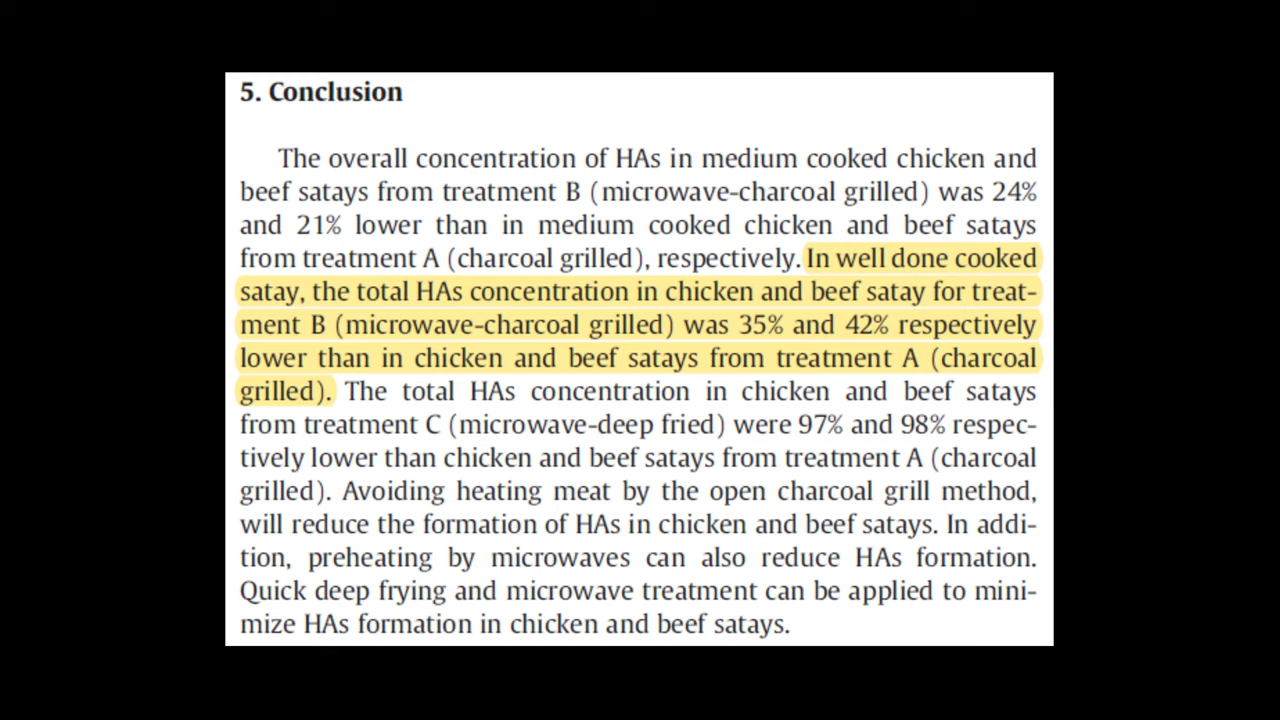 5. Conclusion
The overall concentration of HAs in medium cooked chicken and
beef satays from treatment B (microwave-charcoal grilled) was 24%
and 21% lower than in medium cooked chicken and beef satays
from treatment A (charcoal grilled), respectively. In well done cooked
satay, the total HAs concentration in chicken and beef satay for treat-
ment B (microwave-charcoal grilled) was 35% and 42% respectively
lower than in chicken and beef satays from treatment A (charcoal
grilled). The total HAs concentration in chicken and beef satays
from treatment C (microwave-deep fried) were 97% and 98% respec-
tively lower than chicken and beef satays from treatment A (charcoal
grilled). Avoiding heating meat by the open charcoal grill method,
will reduce the formation of HAs in chicken and beef satays. In addi-
tion, preheating by microwaves can also reduce HAs formation.
Quick deep frying and microwave treatment can be applied to mini-
mize HAs formation in chicken and beef satays.